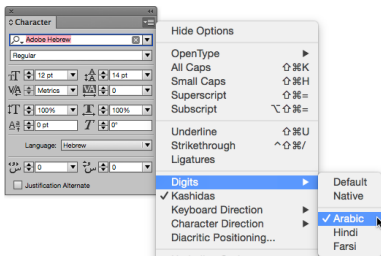 Character
Adobe Hebrew
Regular
12 pt
14 pt
Metrics
0
100%
100%
0 pt
0°
Language: Hebrew
0
0
Justification Alternate
Hide Options
OpenType
All Caps ⇧⌘K
Small Caps ⇧⌘H
Superscript ⇧⌘=
Subscript ⌥⇧⌘=
Underline ⇧⌘U
Strikethrough ^⇧⌘/
Ligatures
Digits
✓ Kashidas
Keyboard Direction
Character Direction
Diacritic Positioning...
Default
Native
✓ Arabic
Hindi
Farsi